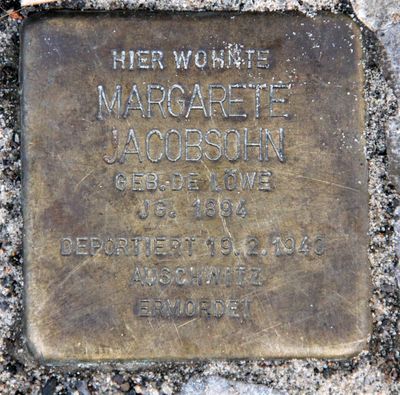 HIER WOHNTE
MARGARETE
JACOBSOHN
GEB. DE LÖWE
JG. 1894
DEPORTIERT 19.2.1943
AUSCHWITZ
ERMORDET